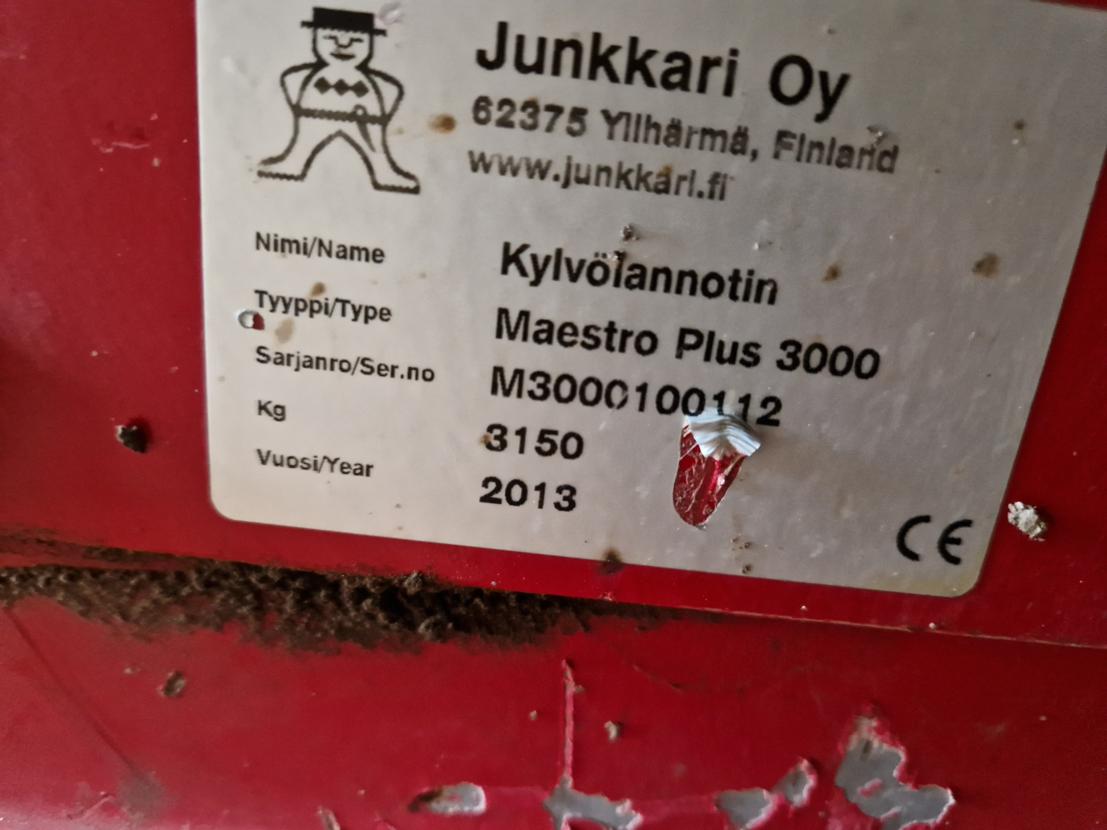 Junkkari Oy
62375 Ylihärmä, Finland
www.junkkari.fi
Nimi/Name Kylvölannotin
Tyyppi/Type Maestro Plus 3000
Sarjanro/Ser.no M3000100112
Kg 3150
Vuosi/Year 2013
CE